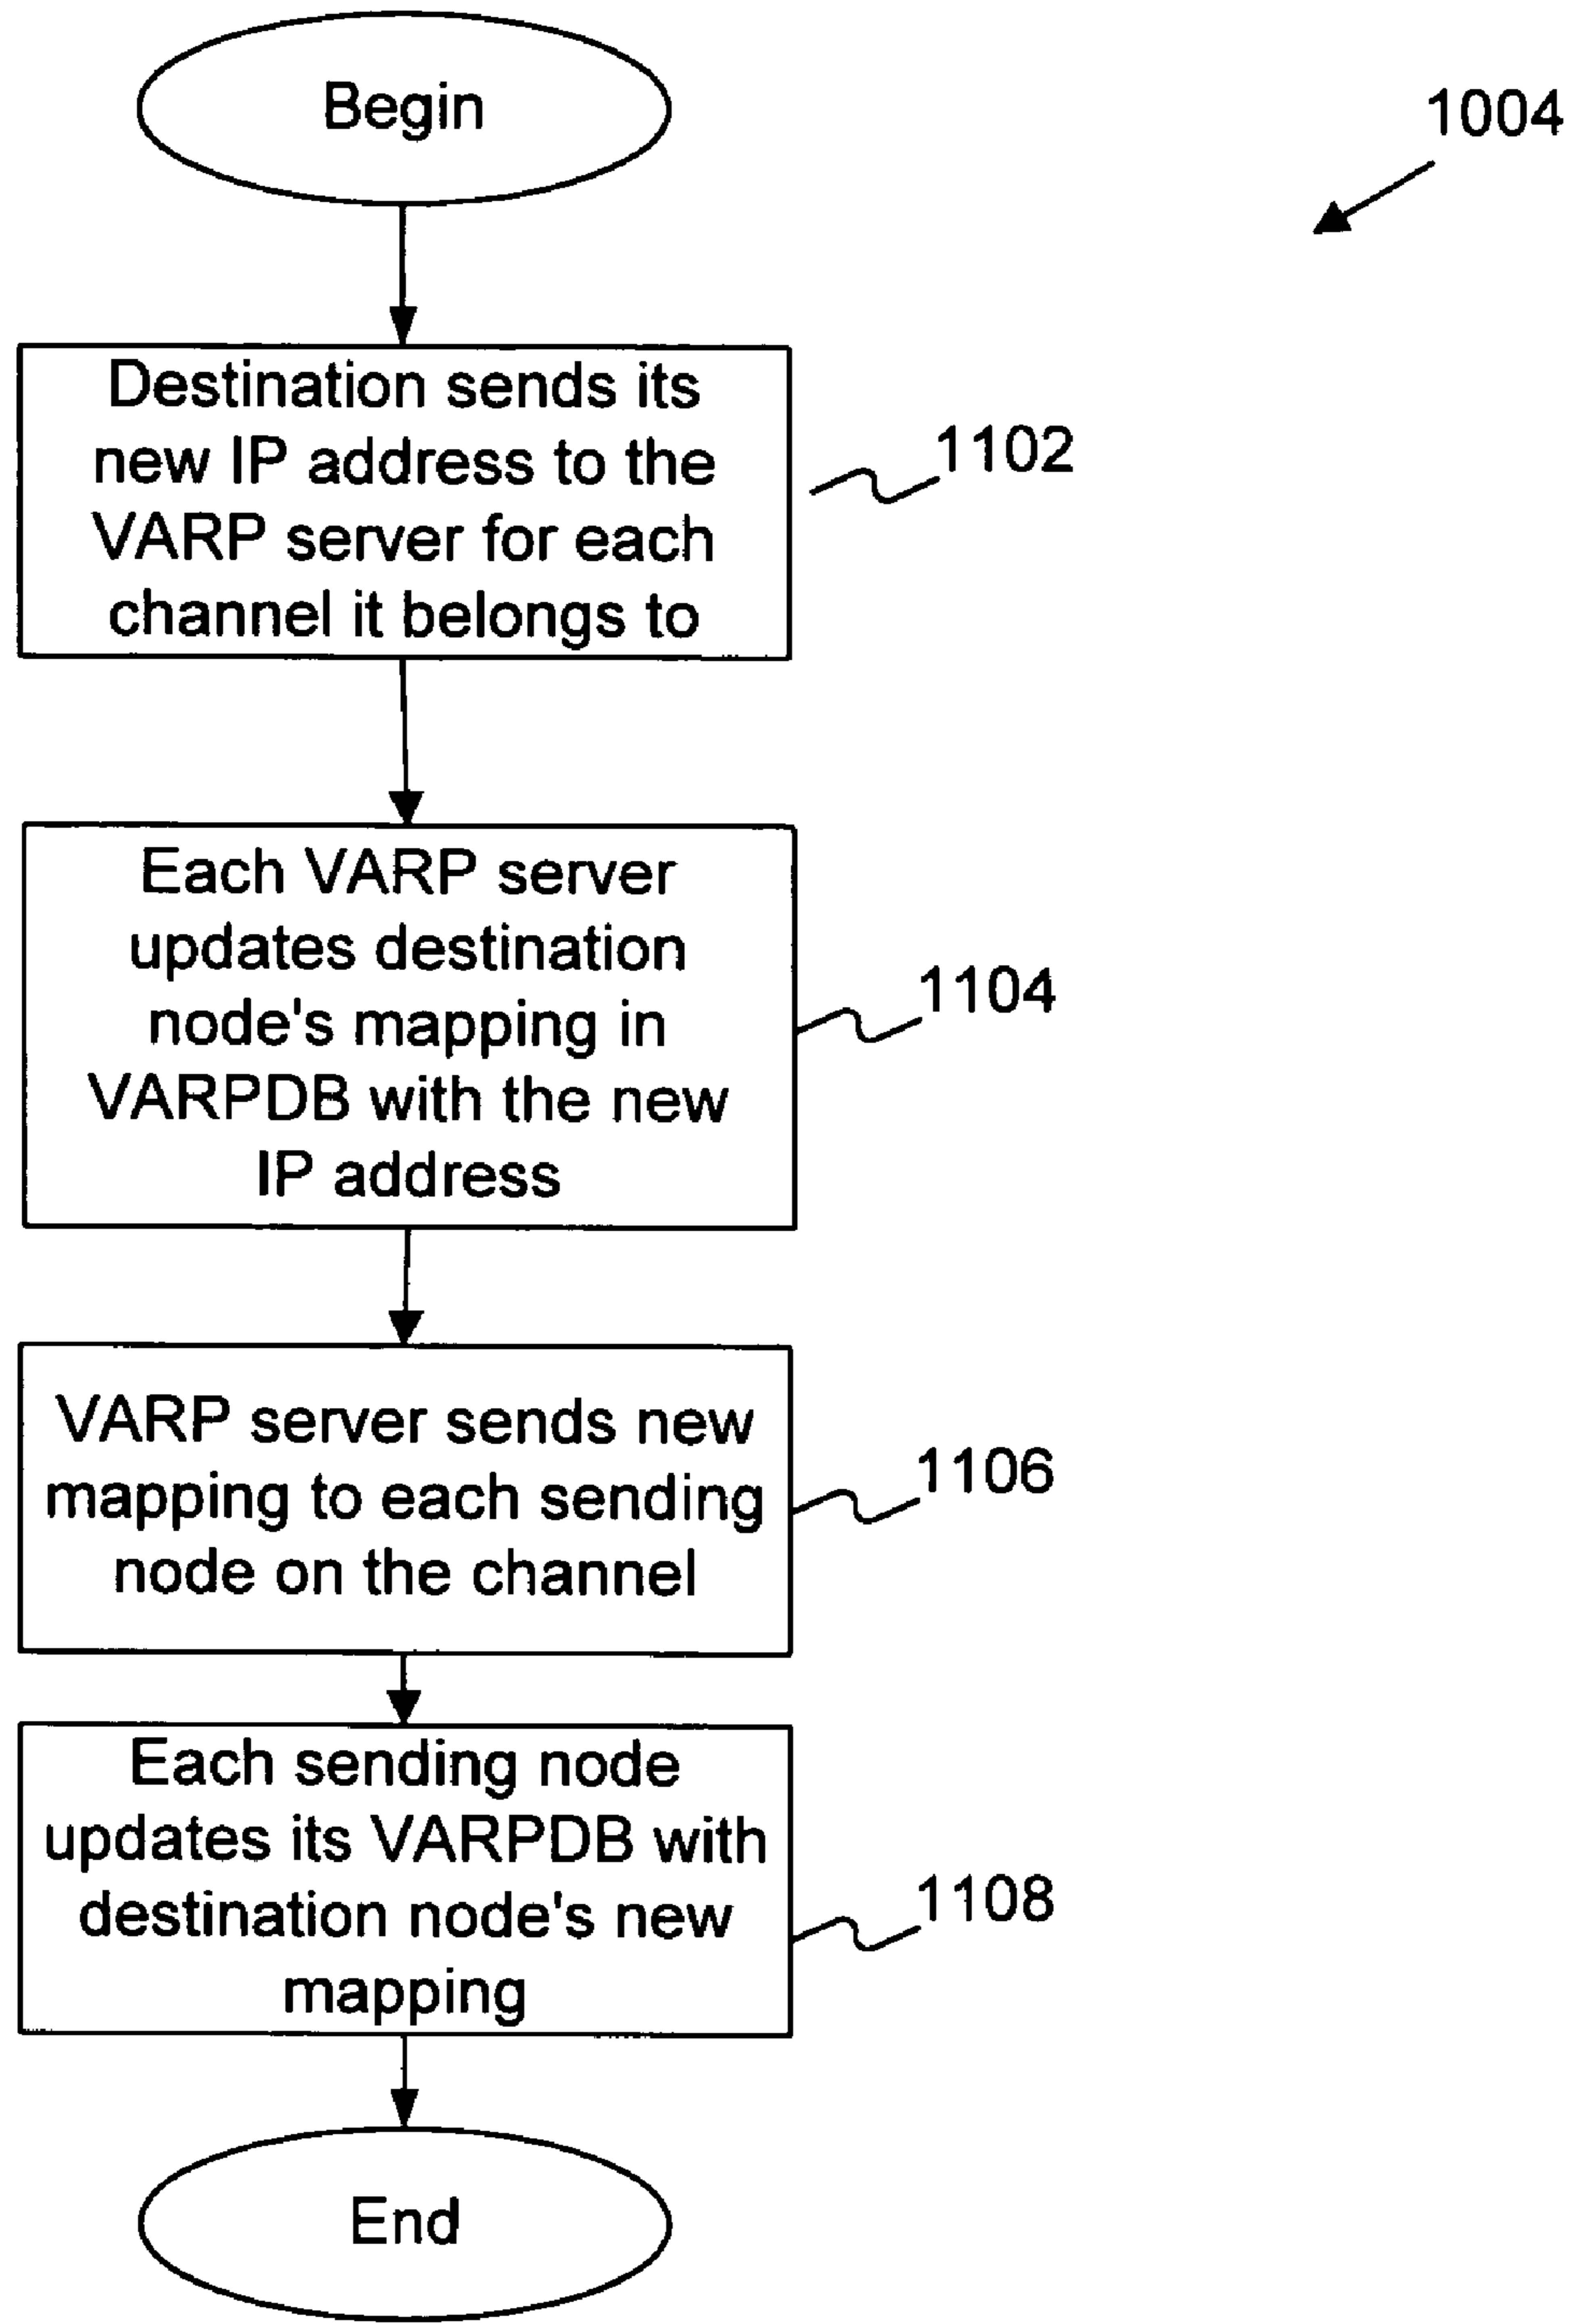 Begin
1004
Destination sends its
new IP address to the
VARP server for each
channel it belongs to
1102
Each VARP server
updates destination
node's mapping in
VARPDB with the new
IP address
1104
VARP server sends new
mapping to each sending
node on the channel
1106
Each sending node
updates its VARPDB with
destination node's new
mapping
1108
End